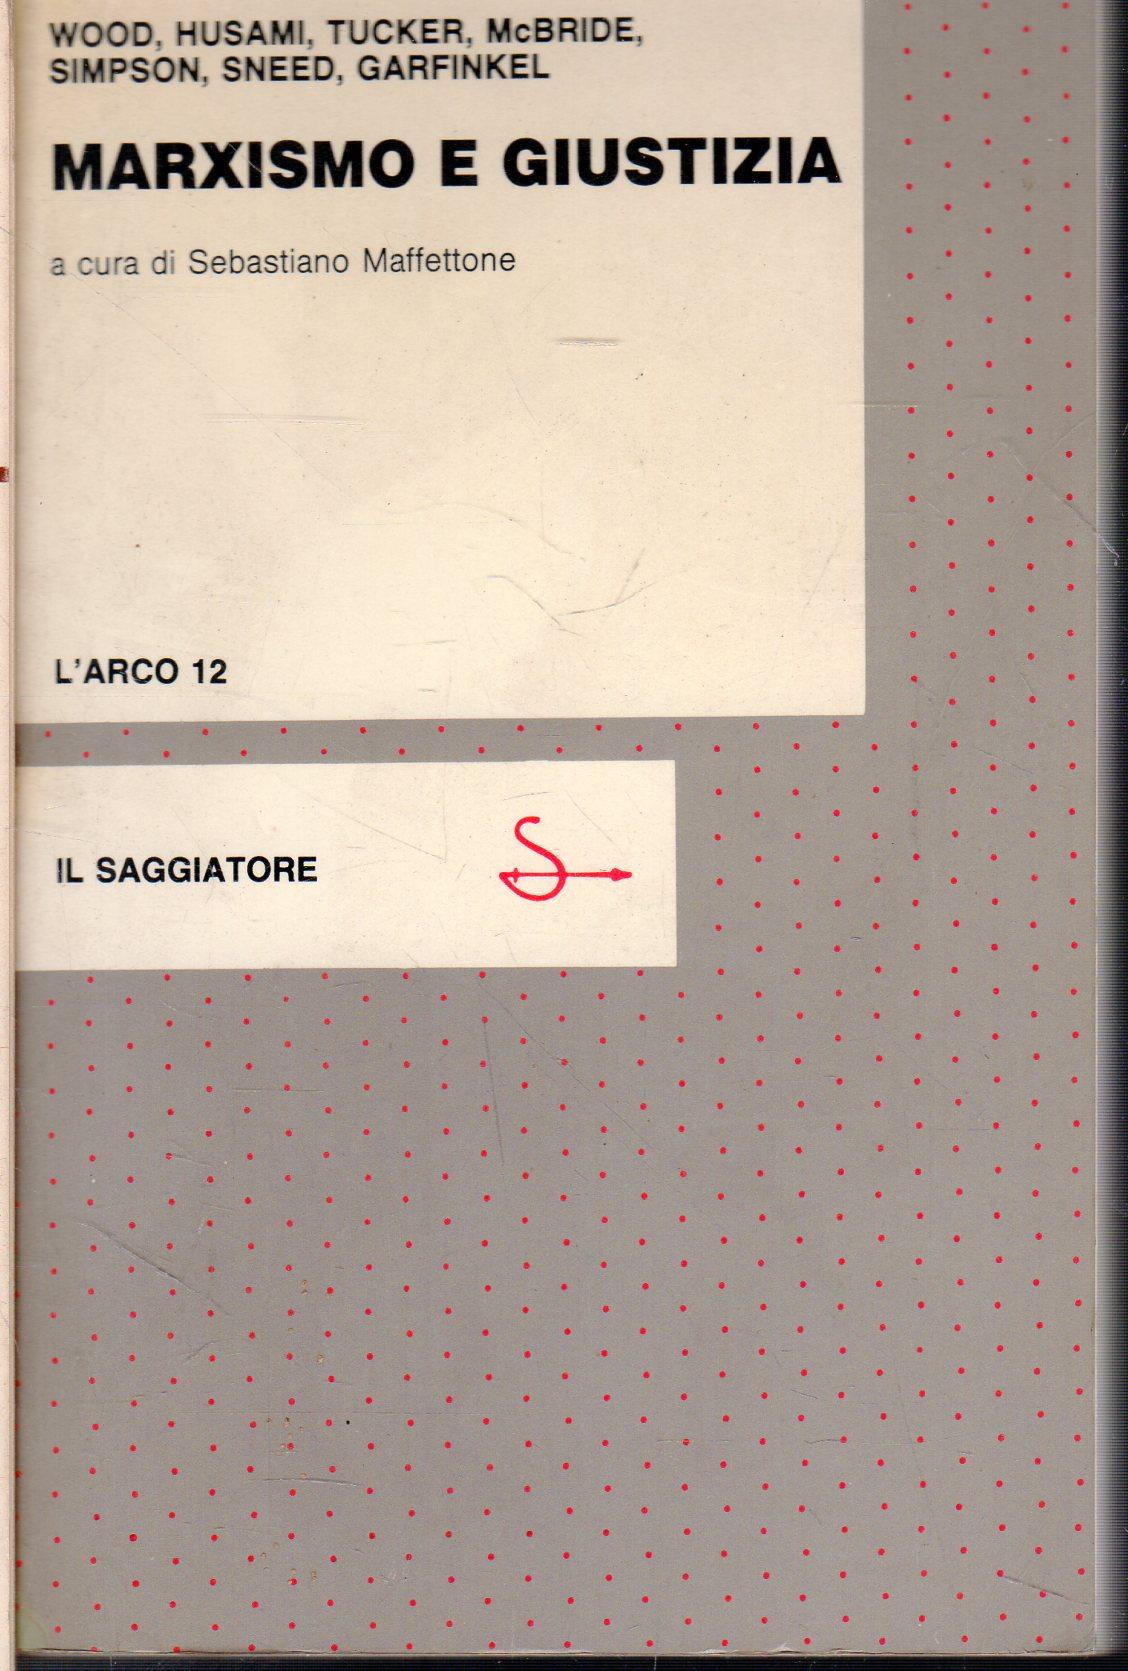 WOOD, HUSAMI, TUCKER, McBRIDE,
SIMPSON, SNEED, GARFINKEL
MARXISMO E GIUSTIZIA
a cura di Sebastiano Maffettone
L'ARCO 12
IL SAGGIATORE